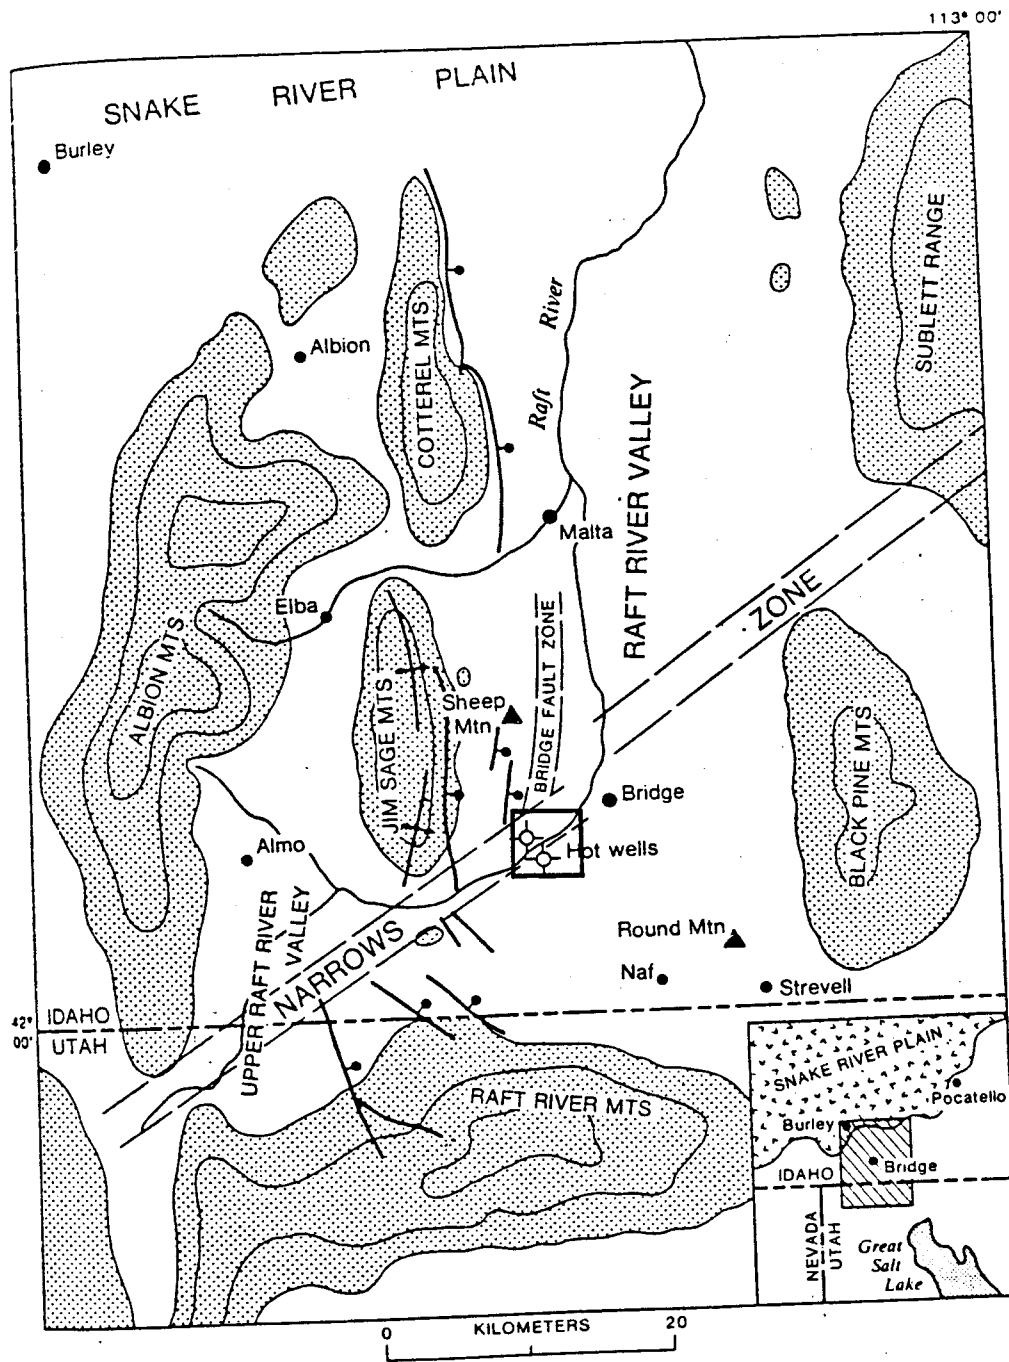 113° 00'
SNAKE RIVER PLAIN
Burley
Albion
COTTEREL MTS
Raft River
SUBLETT RANGE
RAFT RIVER VALLEY
Malta
ZONE
Elba
ALBION MTS
JIM SAGE MTS
Sheep
Mtn
BRIDGE FAULT ZONE
Bridge
BLACK PINE MTS
Almo
Hot wells
UPPER RAFT RIVER
VALLEY
NARROWS
Round Mtn
Naf
Strevell
42°
00'
IDAHO
UTAH
RAFT RIVER MTS
SNAKE RIVER PLAIN
Pocatello
Burley
Bridge
IDAHO
NEVADA
UTAH
Great
Salt
Lake
0 KILOMETERS 20